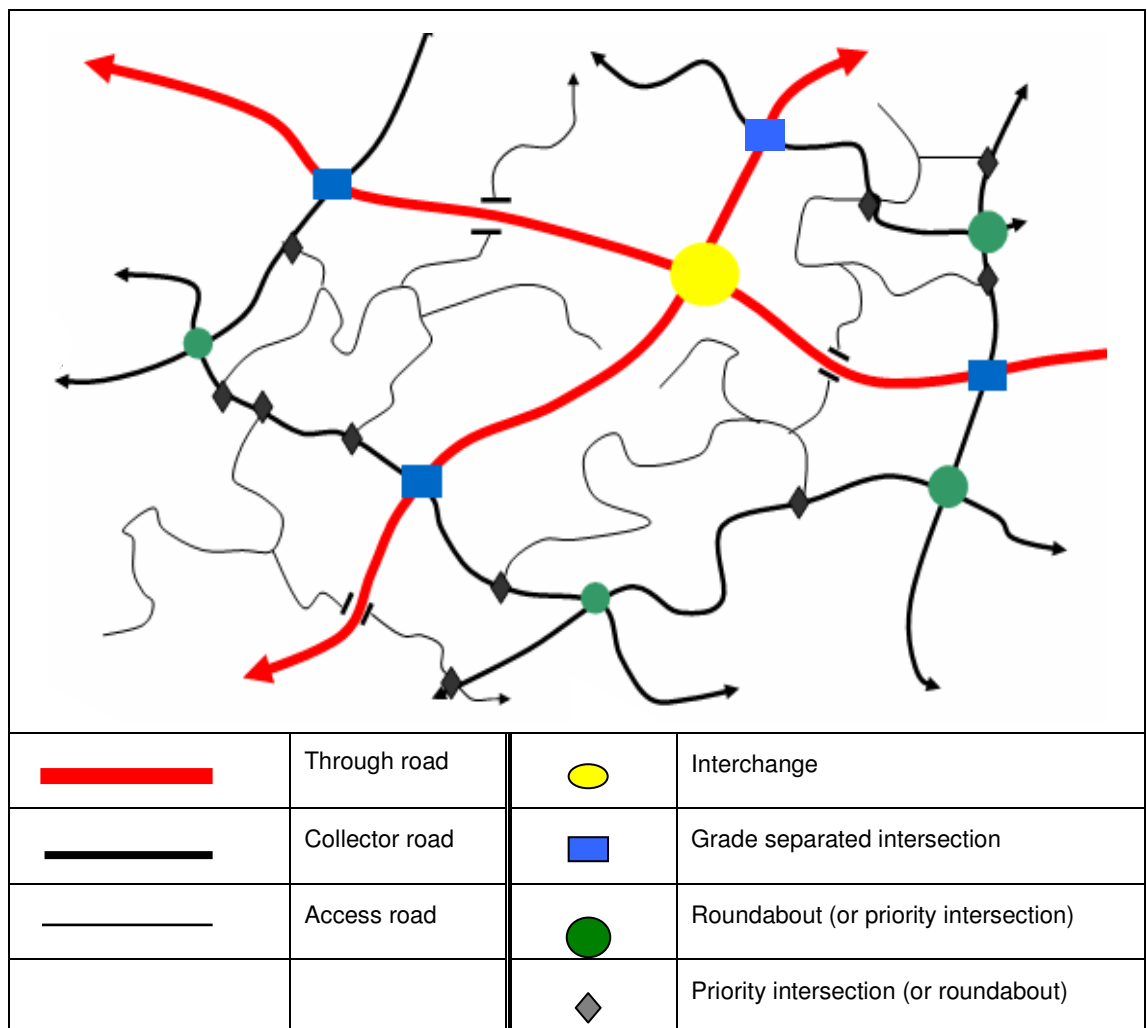 Through road
Interchange
Collector road
Grade separated intersection
Access road
Roundabout (or priority intersection)
Priority intersection (or roundabout)